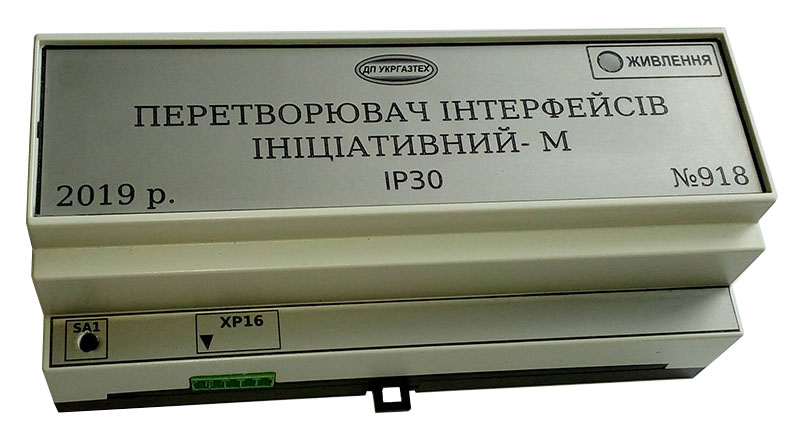 ДП УКРГАЗТЕХ
ЖИВЛЕННЯ
ПЕРЕТВОРЮВАЧ ІНТЕРФЕЙСІВ
ІНІЦІАТИВНИЙ- М
IP30
2019 р.
№918
SA1
XP16